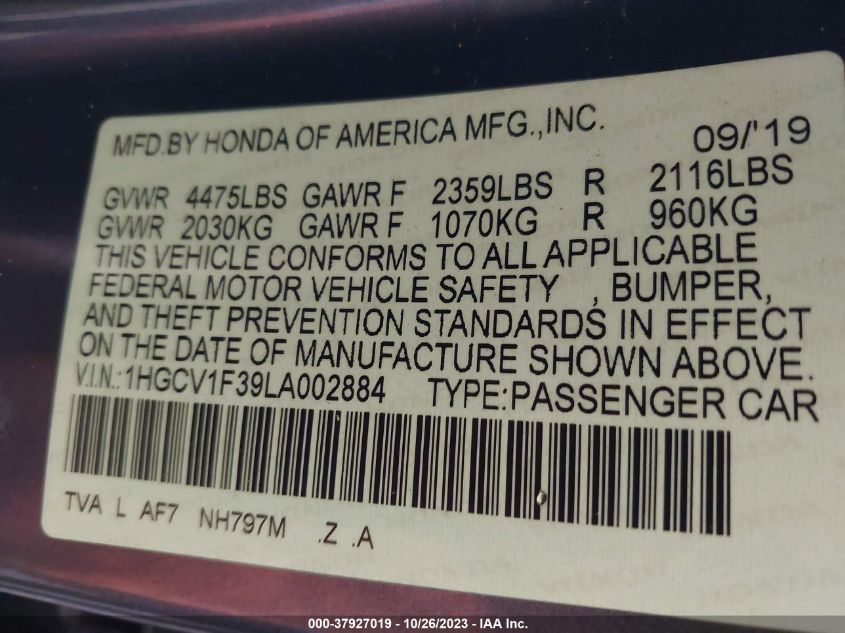 MFD.BY HONDA OF AMERICA MFG.,INC. 09/'19
GVWR 4475LBS GAWR F 2359LBS R 2116LBS
GVWR 2030KG GAWR F 1070KG R 960KG
THIS VEHICLE CONFORMS TO ALL APPLICABLE
FEDERAL MOTOR VEHICLE SAFETY , BUMPER,
AND THEFT PREVENTION STANDARDS IN EFFECT
ON THE DATE OF MANUFACTURE SHOWN ABOVE.
V.I.N.:1HGCV1F39LA002884 TYPE:PASSENGER CAR
TVA L AF7 NH797M .Z .A
000-37927019 - 10/26/2023 - IAA Inc.